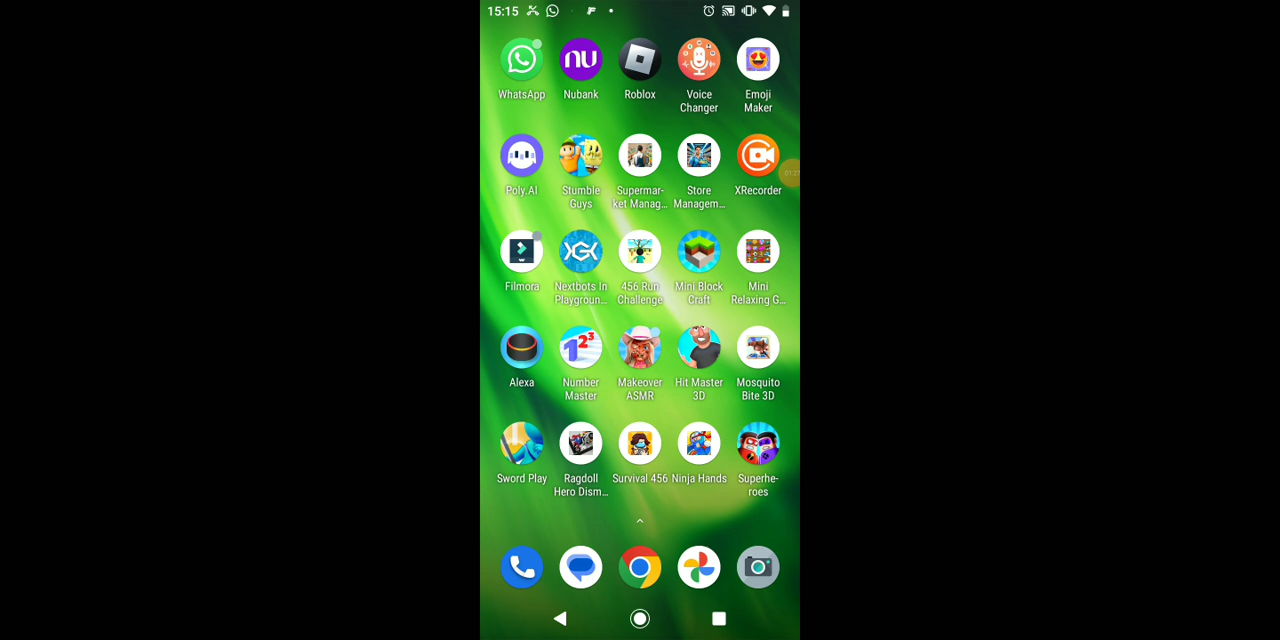 15:15
WhatsApp Nubank Roblox Voice Changer Emoji Maker
Poly.AI Stumble Guys Supermar-ket Manag... Store Managem... XRecorder
01:27
Filmora Nextbots In Playgroun... 456 Run Challenge Mini Block Craft Mini Relaxing G...
Alexa Number Master Makeover ASMR Hit Master 3D Mosquito Bite 3D
Sword Play Ragdoll Hero Dism... Survival 456 Ninja Hands Superhe-roes